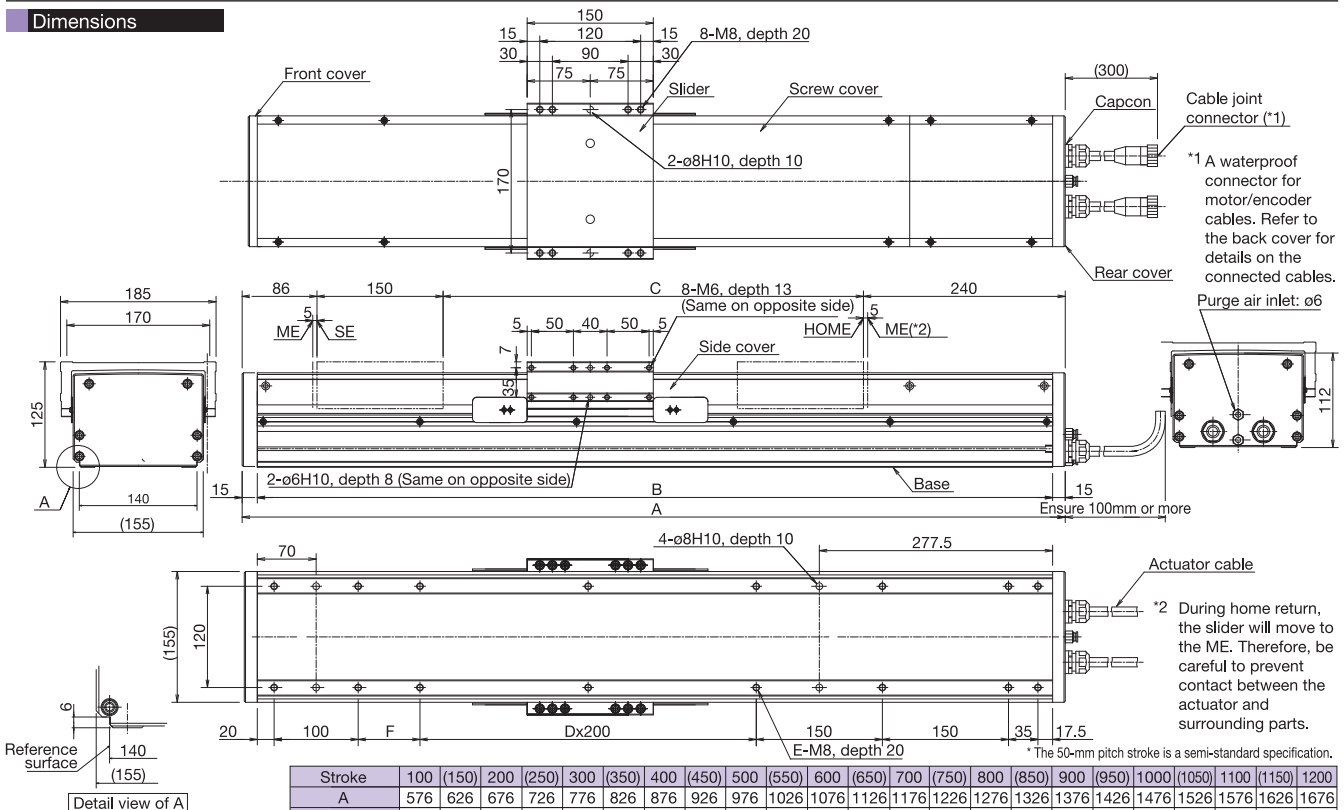 Dimensions
150
15 120 15
30 90 30
75 75
8-M8, depth 20
Front cover
Slider
Screw cover
(300)
Capcon
Cable joint
connector (*1)
2-ø8H10, depth 10
170
*1 A waterproof
connector for
motor/encoder
cables. Refer to
the back cover for
details on the
connected cables.
Rear cover
Purge air inlet: ø6
185
170
125
A
140
(155)
86 150 C 240
8-M6, depth 13
(Same on opposite side)
5
ME SE
5 50 40 50 5
HOME ME(*2)
5
7
35
Side cover
112
2-ø6H10, depth 8 (Same on opposite side)
Base
15 B 15
A
Ensure 100mm or more
4-ø8H10, depth 10
70
277.5
Actuator cable
(155)
120
*2 During home return,
the slider will move to
the ME. Therefore, be
careful to prevent
contact between the
actuator and
surrounding parts.
20 100 F Dx200 150 150 35 17.5
E-M8, depth 20
6
Reference
surface
140
(155)
Detail view of A
* The 50-mm pitch stroke is a semi-standard specification.
Stroke 100 (150) 200 (250) 300 (350) 400 (450) 500 (550) 600 (650) 700 (750) 800 (850) 900 (950) 1000 (1050) 1100 (1150) 1200
A 576 626 676 726 776 826 876 926 976 1026 1076 1126 1176 1226 1276 1326 1376 1426 1476 1526 1576 1626 1676